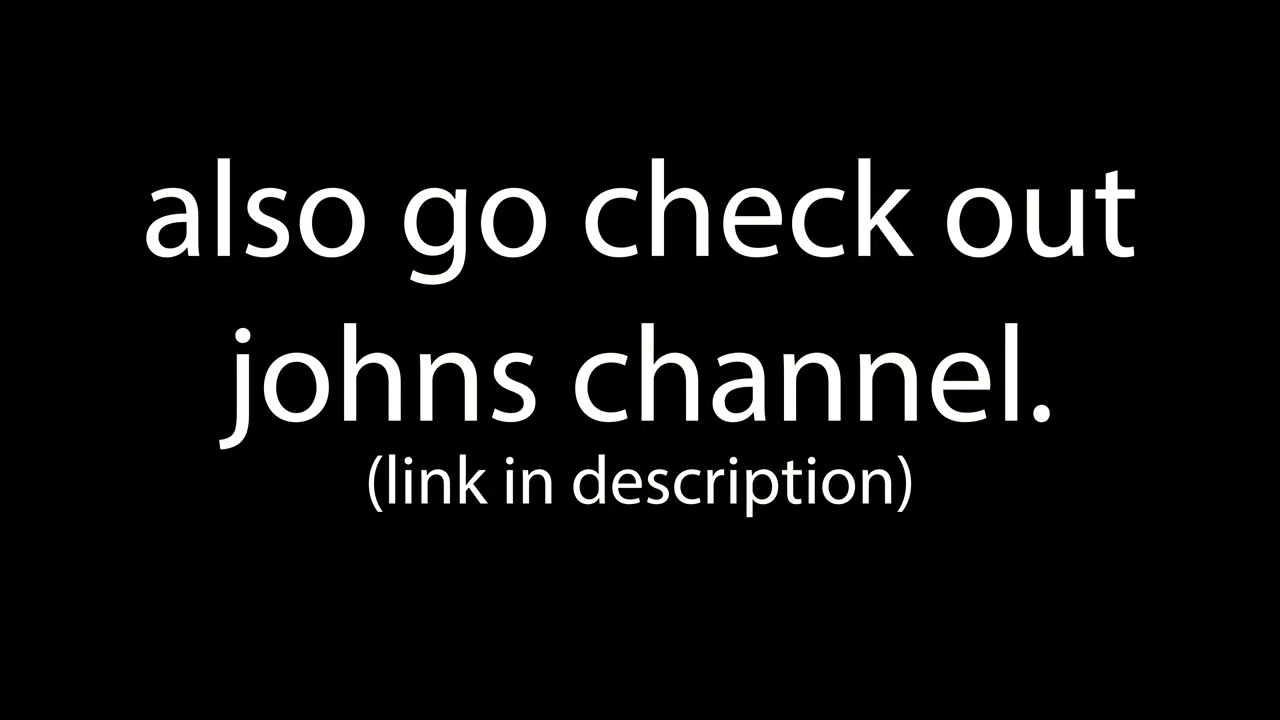 also go check out
johns channel.
(link in description)